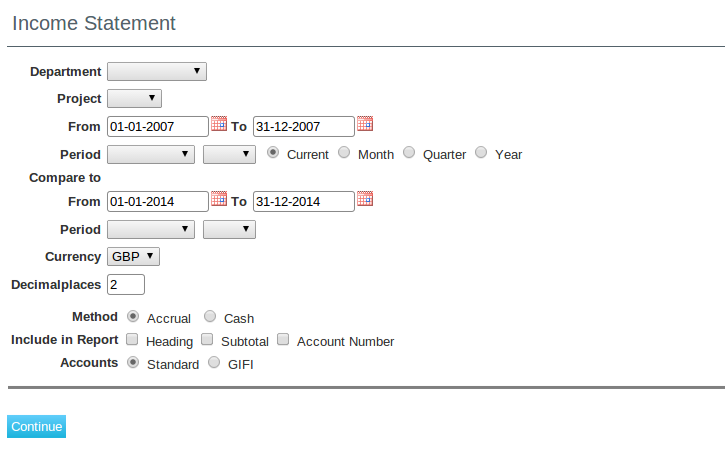 Income Statement
Department
Project
From 01-01-2007 To 31-12-2007
Period Current Month Quarter Year
Compare to
From 01-01-2014 To 31-12-2014
Period
Currency GBP
Decimalplaces 2
Method Accrual Cash
Include in Report Heading Subtotal Account Number
Accounts Standard GIFI
Continue